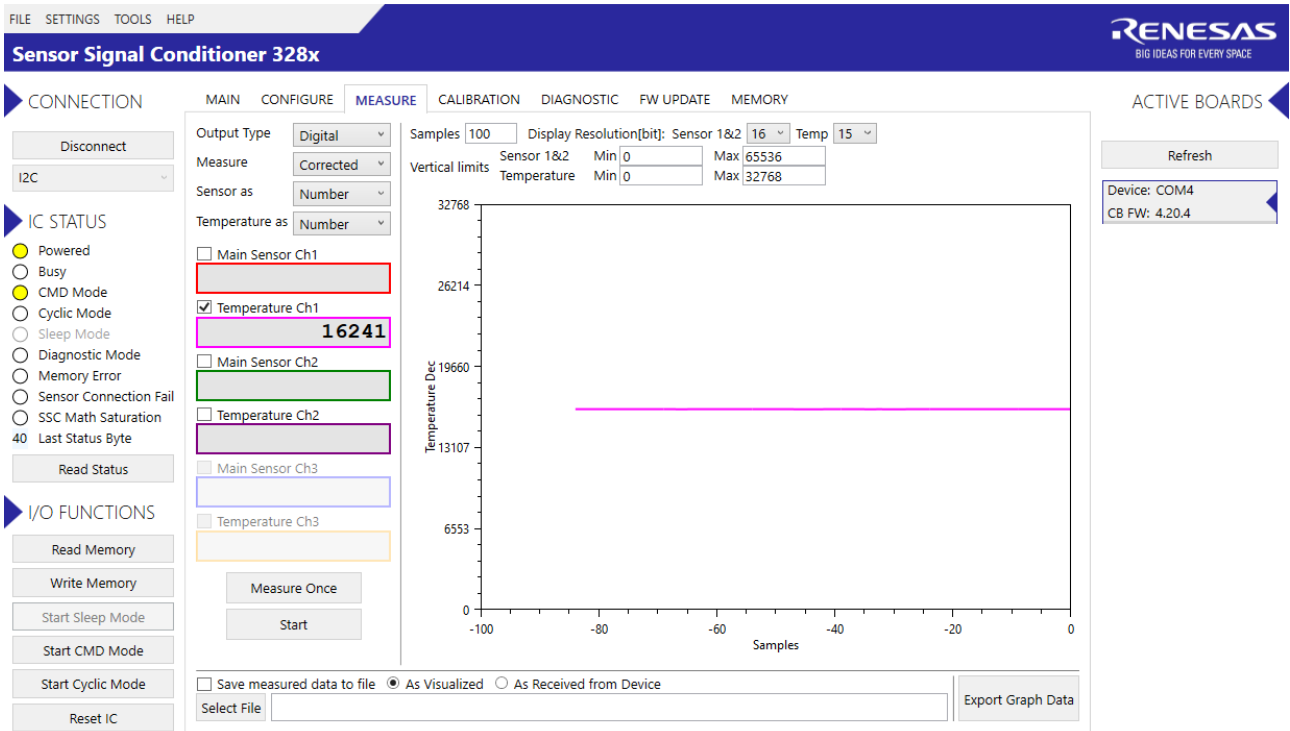 FILE SETTINGS TOOLS HELP
Sensor Signal Conditioner 328x
RENESAS
BIG IDEAS FOR EVERY SPACE
CONNECTION
Disconnect
I2C
IC STATUS
Powered
Busy
CMD Mode
Cyclic Mode
Sleep Mode
Diagnostic Mode
Memory Error
Sensor Connection Fail
SSC Math Saturation
40 Last Status Byte
Read Status
I/O FUNCTIONS
Read Memory
Write Memory
Start Sleep Mode
Start CMD Mode
Start Cyclic Mode
Reset IC
MAIN CONFIGURE MEASURE CALIBRATION DIAGNOSTIC FW UPDATE MEMORY
Output Type Digital
Measure Corrected
Sensor as Number
Temperature as Number
Main Sensor Ch1
Temperature Ch1
16241
Main Sensor Ch2
Temperature Ch2
Main Sensor Ch3
Temperature Ch3
Measure Once
Start
Samples 100 Display Resolution[bit]: Sensor 1&2 16 Temp 15
Vertical limits
Sensor 1&2 Min 0 Max 65536
Temperature Min 0 Max 32768
32768
26214
19660
13107
6553
0
Temperature Dec
-100 -80 -60 -40 -20 0
Samples
Save measured data to file As Visualized As Received from Device
Select File
Export Graph Data
ACTIVE BOARDS
Refresh
Device: COM4
CB FW: 4.20.4